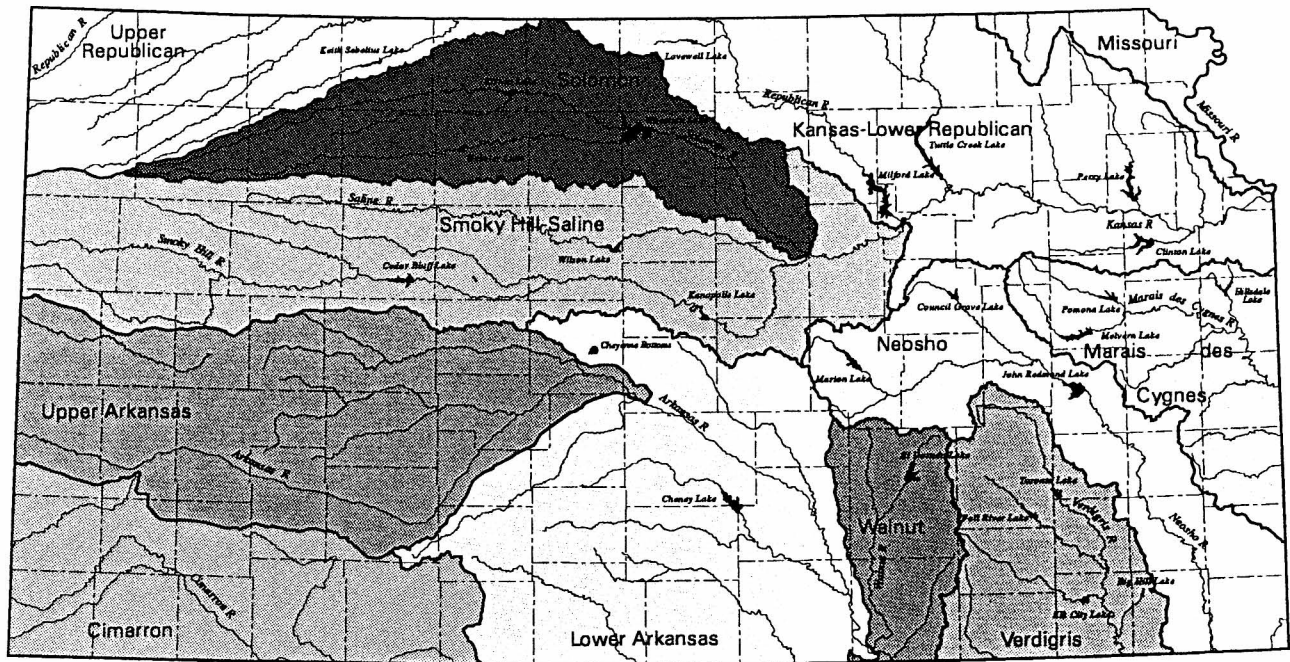 Upper
Republican
Republican R
Keith Sebelius Lake
Solomon
Lovewell Lake
Republican R
Missouri
Missouri R
Kansas-Lower Republican
Tuttle Creek Lake
Milford Lake
Perry Lake
Kansas R
Clinton Lake
Saline R
Smoky Hill-Saline
Smoky Hill R
Cedar Bluff Lake
Wilson Lake
Kanopolis Lake
Council Grove Lake
Pomona Lake
Marais des Cygnes R
Hillsdale
Lake
Melvern Lake
Marais des
Cygnes
Neosho
Marion Lake
John Redmond Lake
Cheyenne Bottoms
Upper Arkansas
Arkansas R
Arkansas R
Cheney Lake
El Dorado Lake
Walnut
Toronto Lake
Fall River Lake
Verdigris R
Neosho R
Big Hill Lake
Elk City Lake
Verdigris
Cimarron R
Cimarron
Lower Arkansas